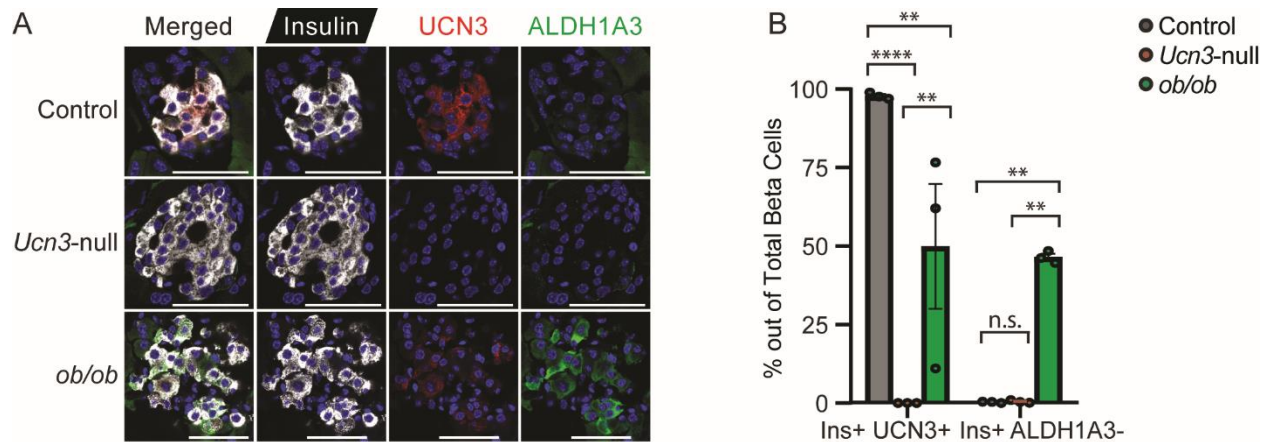 A
Merged
Insulin
UCN3
ALDH1A3
Control
Ucn3-null
ob/ob
B
Control
Ucn3-null
ob/ob
**
****
**
**
**
n.s.
% out of Total Beta Cells
100
75
50
25
0
Ins+ UCN3+
Ins+ ALDH1A3-